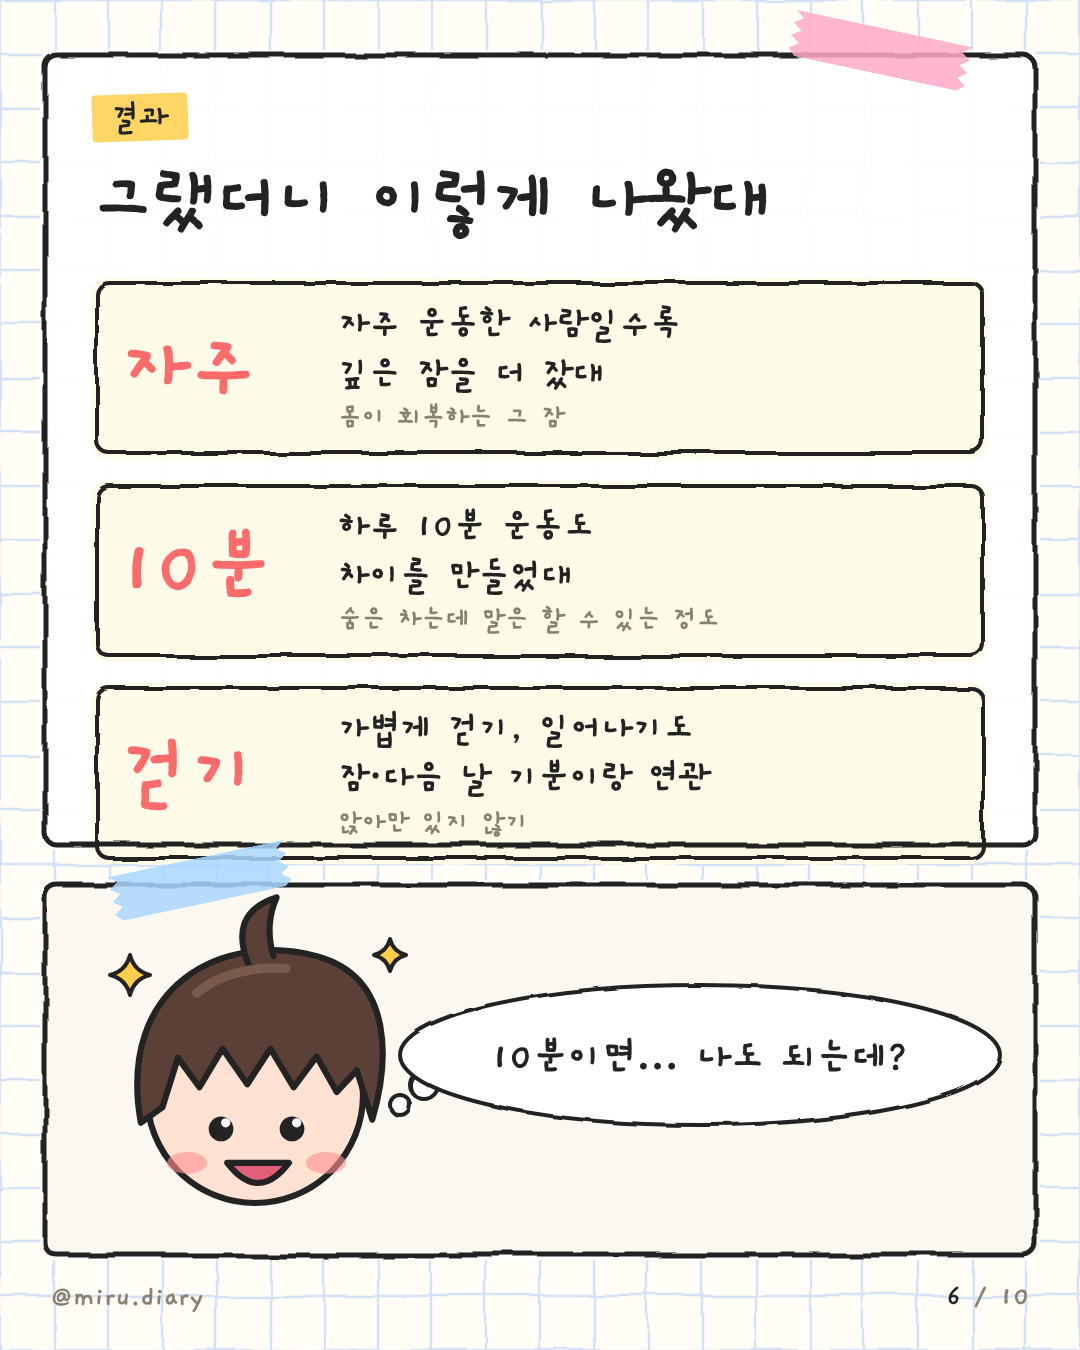 결과
그랬더니 이렇게 나왔대
자주
자주 운동한 사람일수록
깊은 잠을 더 잤대
몸이 회복하는 그 잠
10분
하루 10분 운동도
차이를 만들었대
숨은 차는데 말은 할 수 있는 정도
걷기
가볍게 걷기, 일어나기도
잠·다음 날 기분이랑 연관
앉아만 있지 않기
10분이면... 나도 되는데?
@miru.diary
6 / 10